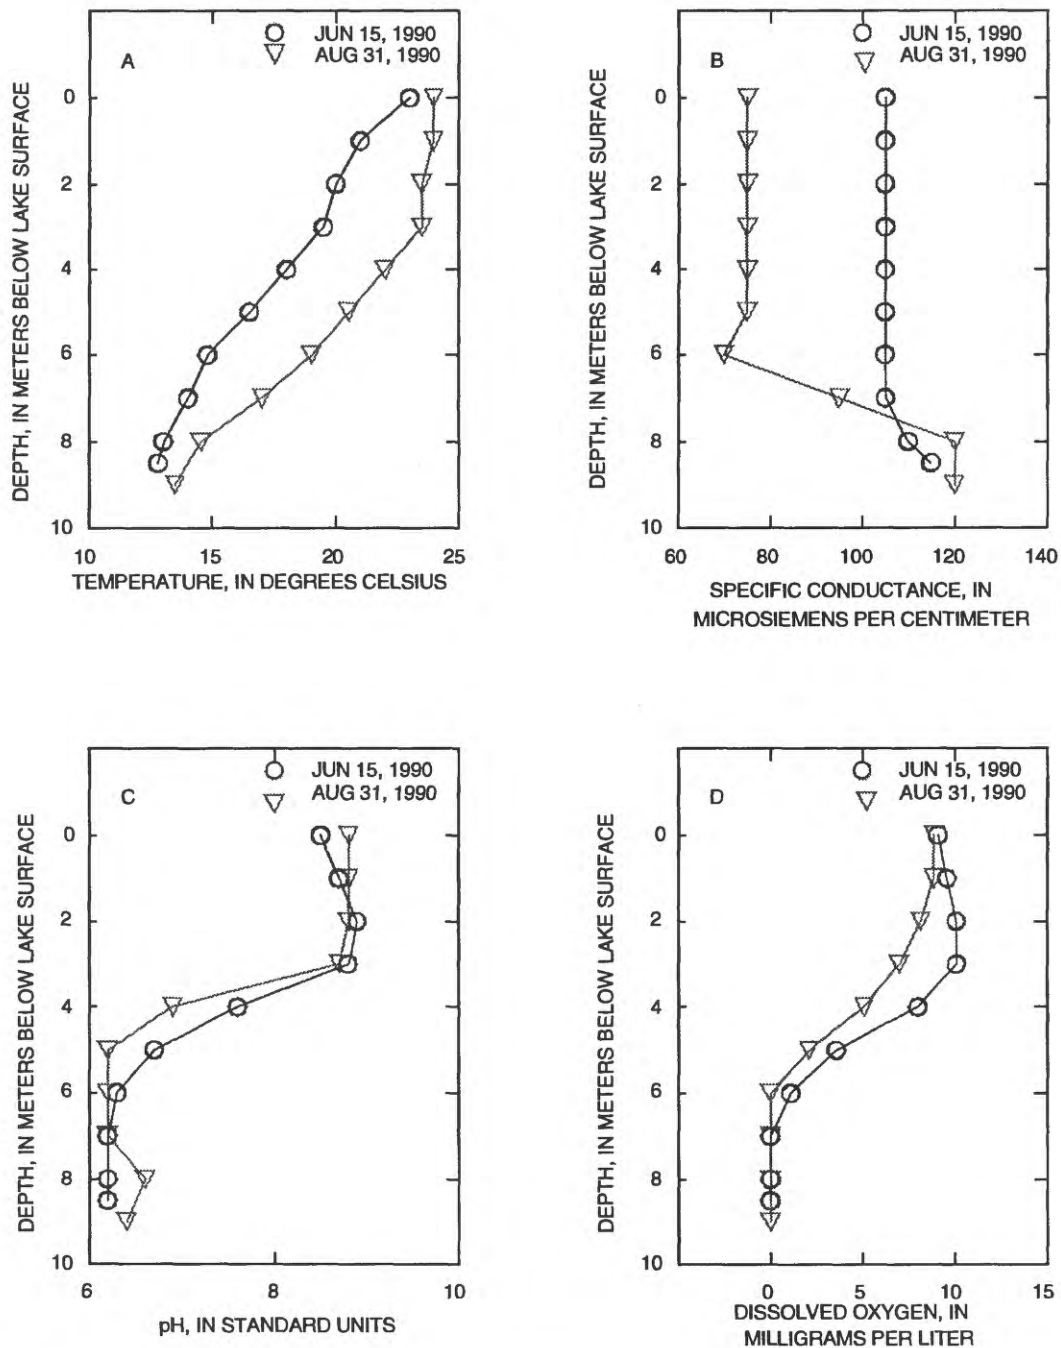 A
JUN 15, 1990
AUG 31, 1990
DEPTH, IN METERS BELOW LAKE SURFACE
0
2
4
6
8
10
10 15 20 25
TEMPERATURE, IN DEGREES CELSIUS
B
JUN 15, 1990
AUG 31, 1990
DEPTH, IN METERS BELOW LAKE SURFACE
0
2
4
6
8
10
60 80 100 120 140
SPECIFIC CONDUCTANCE, IN
MICROSIEMENS PER CENTIMETER
C
JUN 15, 1990
AUG 31, 1990
DEPTH, IN METERS BELOW LAKE SURFACE
0
2
4
6
8
10
6 8 10
pH, IN STANDARD UNITS
D
JUN 15, 1990
AUG 31, 1990
DEPTH, IN METERS BELOW LAKE SURFACE
0
2
4
6
8
10
0 5 10 15
DISSOLVED OXYGEN, IN
MILLIGRAMS PER LITER